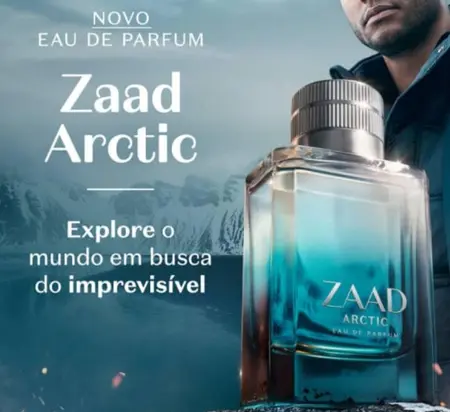 NOVO
EAU DE PARFUM
Zaad
Arctic
Explore o
mundo em busca
do imprevisível
ZAAD
ARCTIC
EAU DE PARFUM